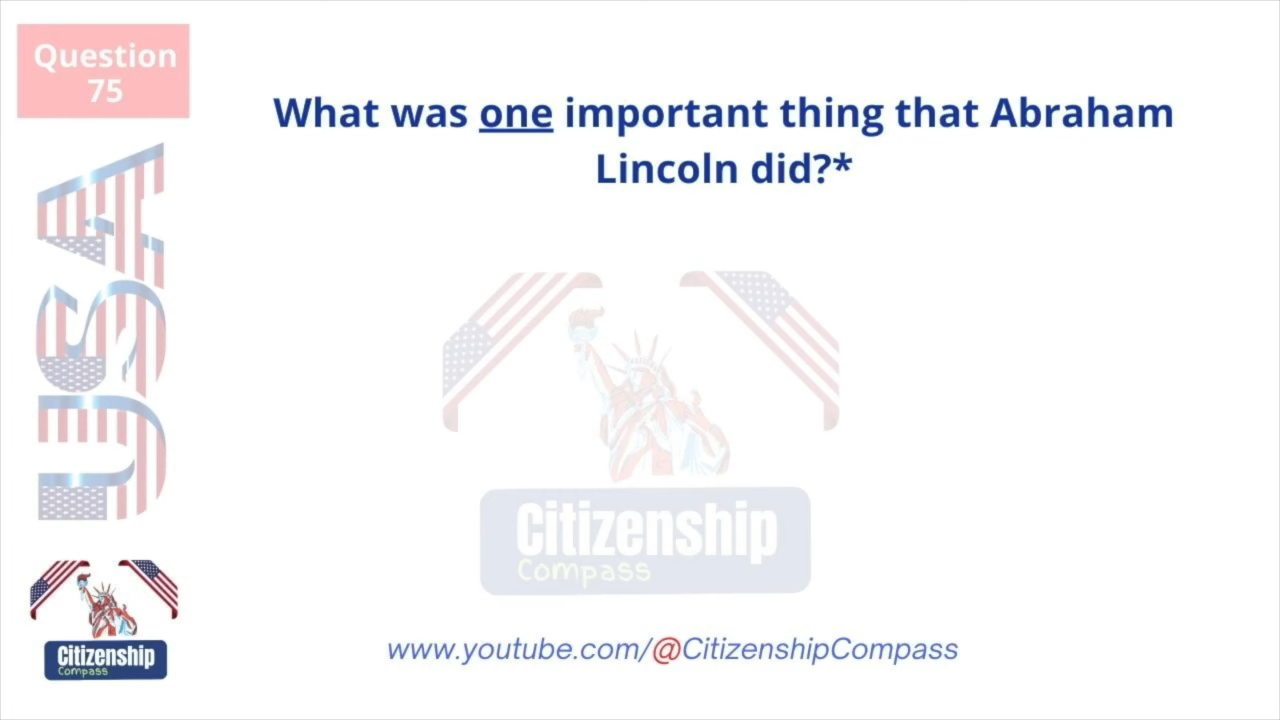 Question
75
What was one important thing that Abraham
Lincoln did?*
USA
Citizenship
Compass
Citizenship
Compass
www.youtube.com/@CitizenshipCompass